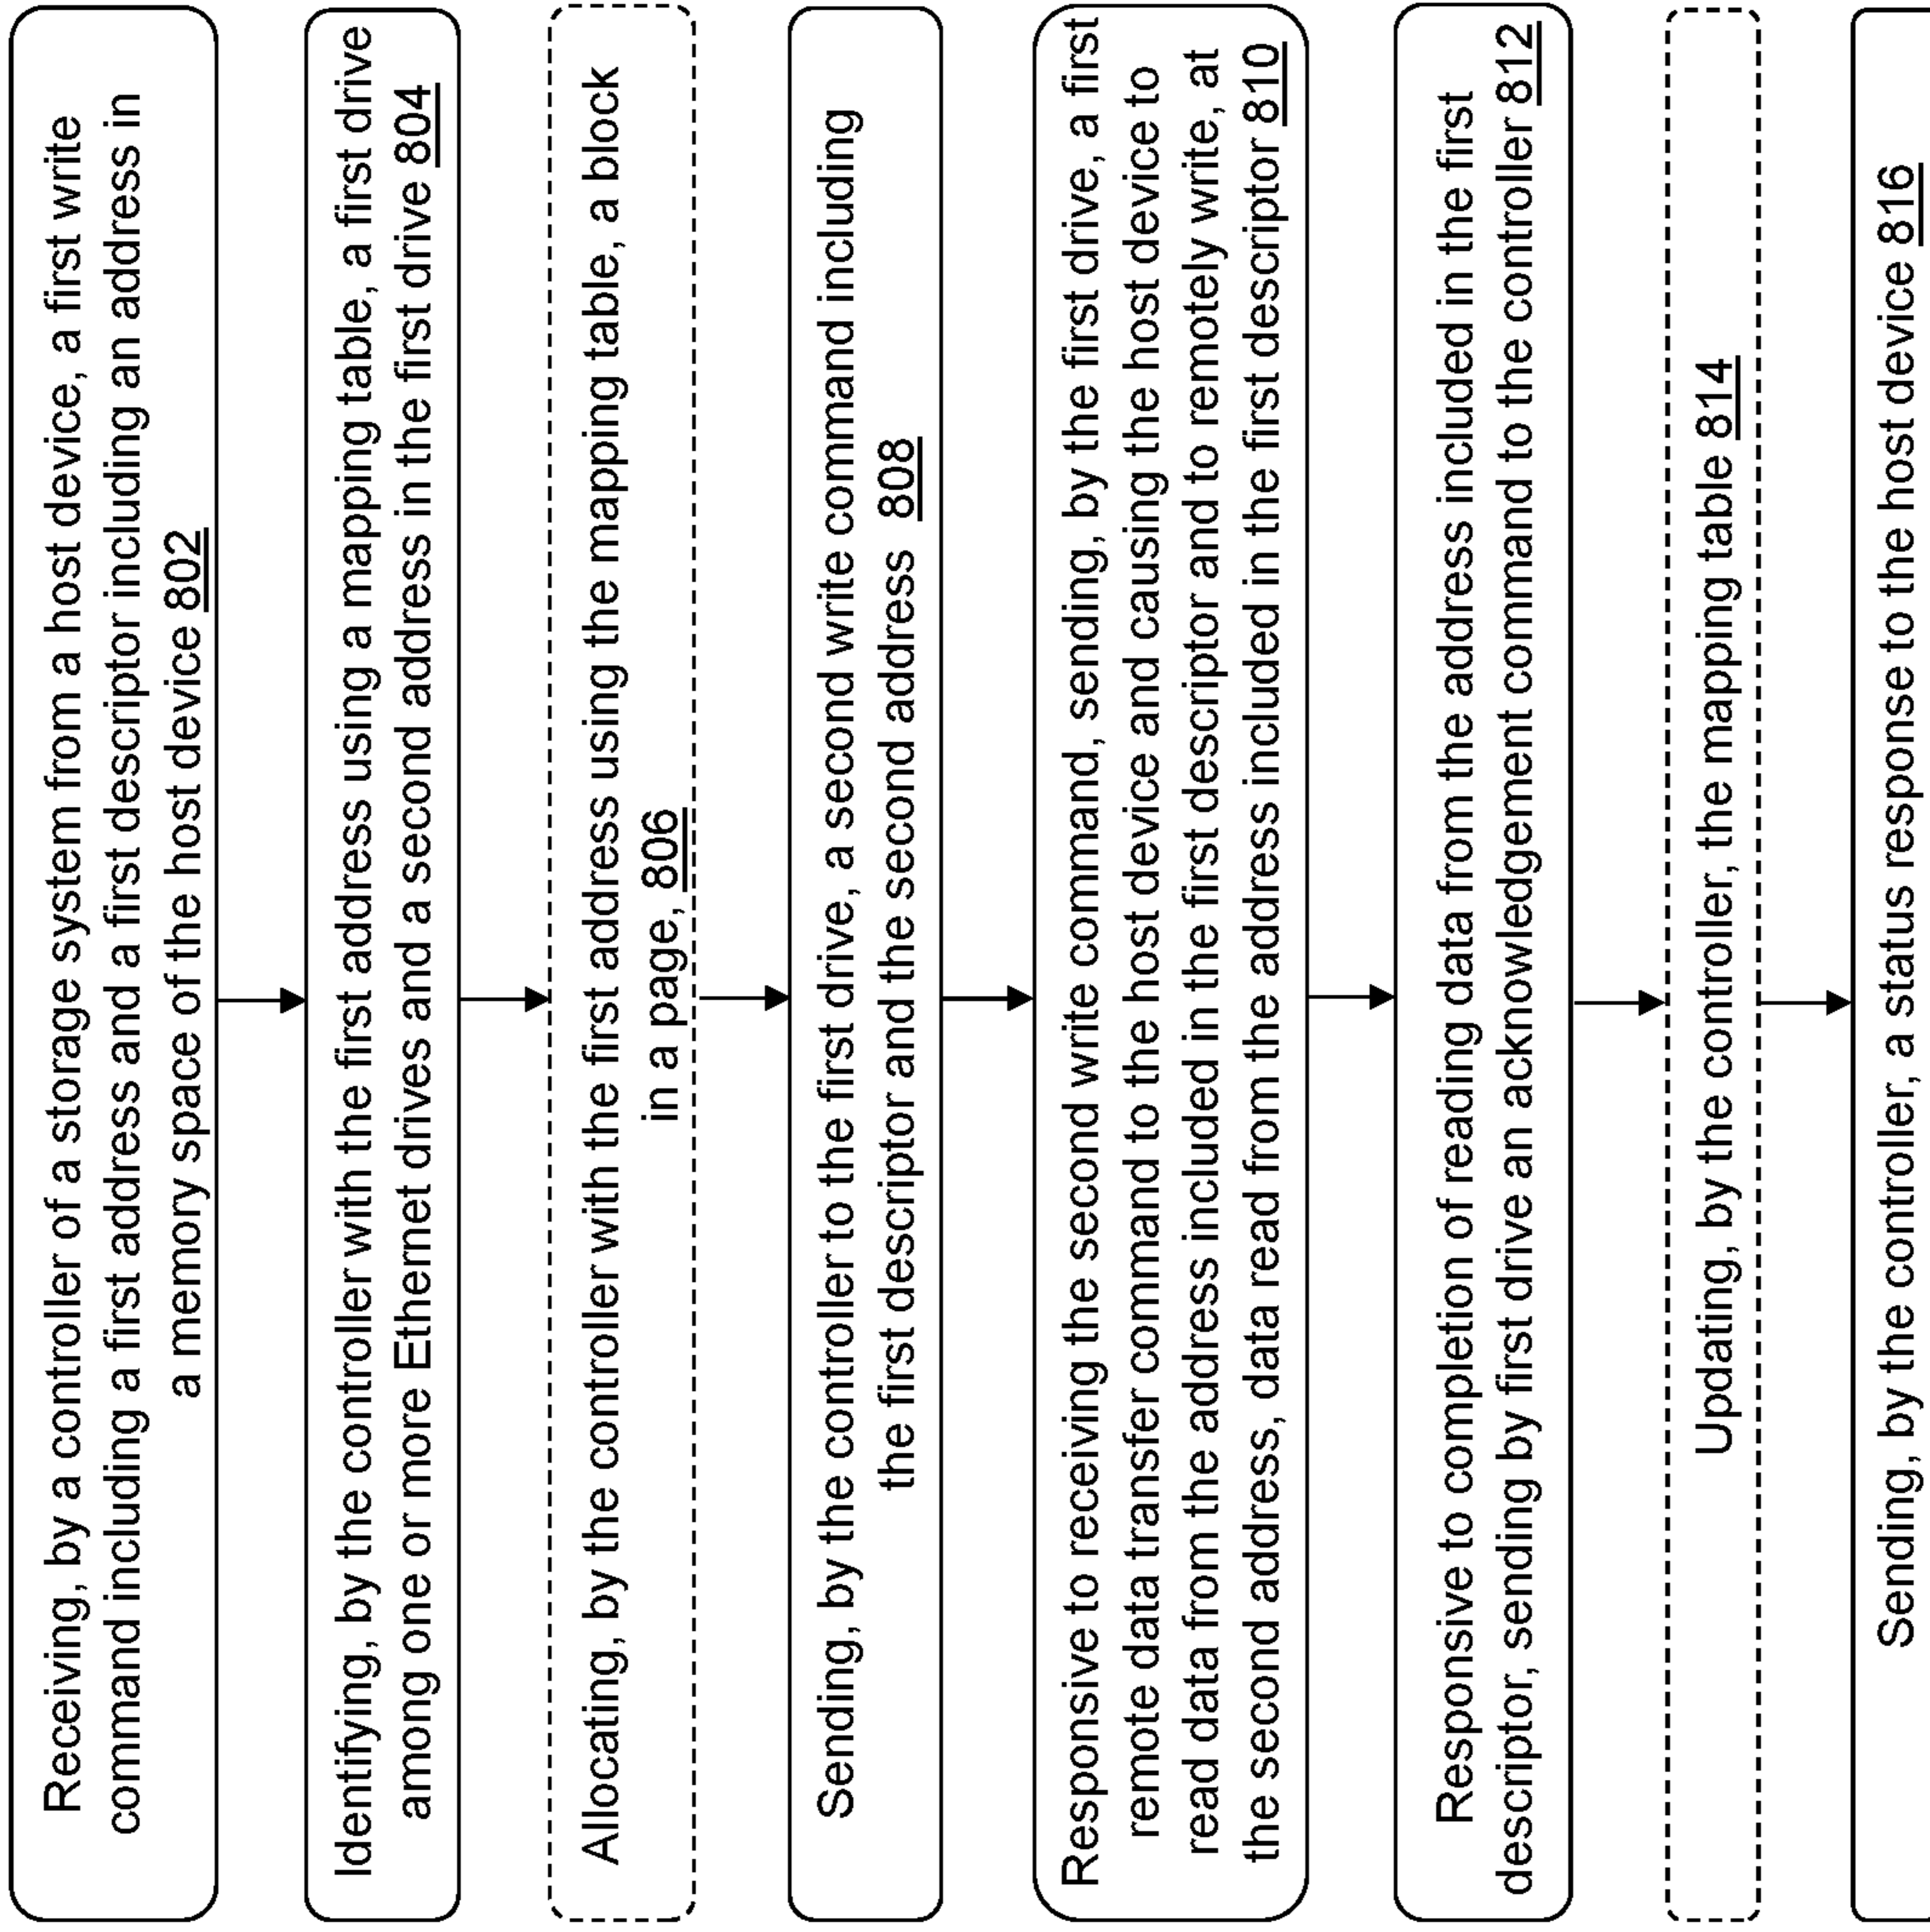 Receiving, by a controller of a storage system from a host device, a first write
command including a first address and a first descriptor including an address in
a memory space of the host device 802
Identifying, by the controller with the first address using a mapping table, a first drive
among one or more Ethernet drives and a second address in the first drive 804
Allocating, by the controller with the first address using the mapping table, a block
in a page, 806
Sending, by the controller to the first drive, a second write command including
the first descriptor and the second address 808
Responsive to receiving the second write command, sending, by the first drive, a first
remote data transfer command to the host device and causing the host device to
read data from the address included in the first descriptor and to remotely write, at
the second address, data read from the address included in the first descriptor 810
Responsive to completion of reading data from the address included in the first
descriptor, sending by first drive an acknowledgement command to the controller 812
Updating, by the controller, the mapping table 814
Sending, by the controller, a status response to the host device 816